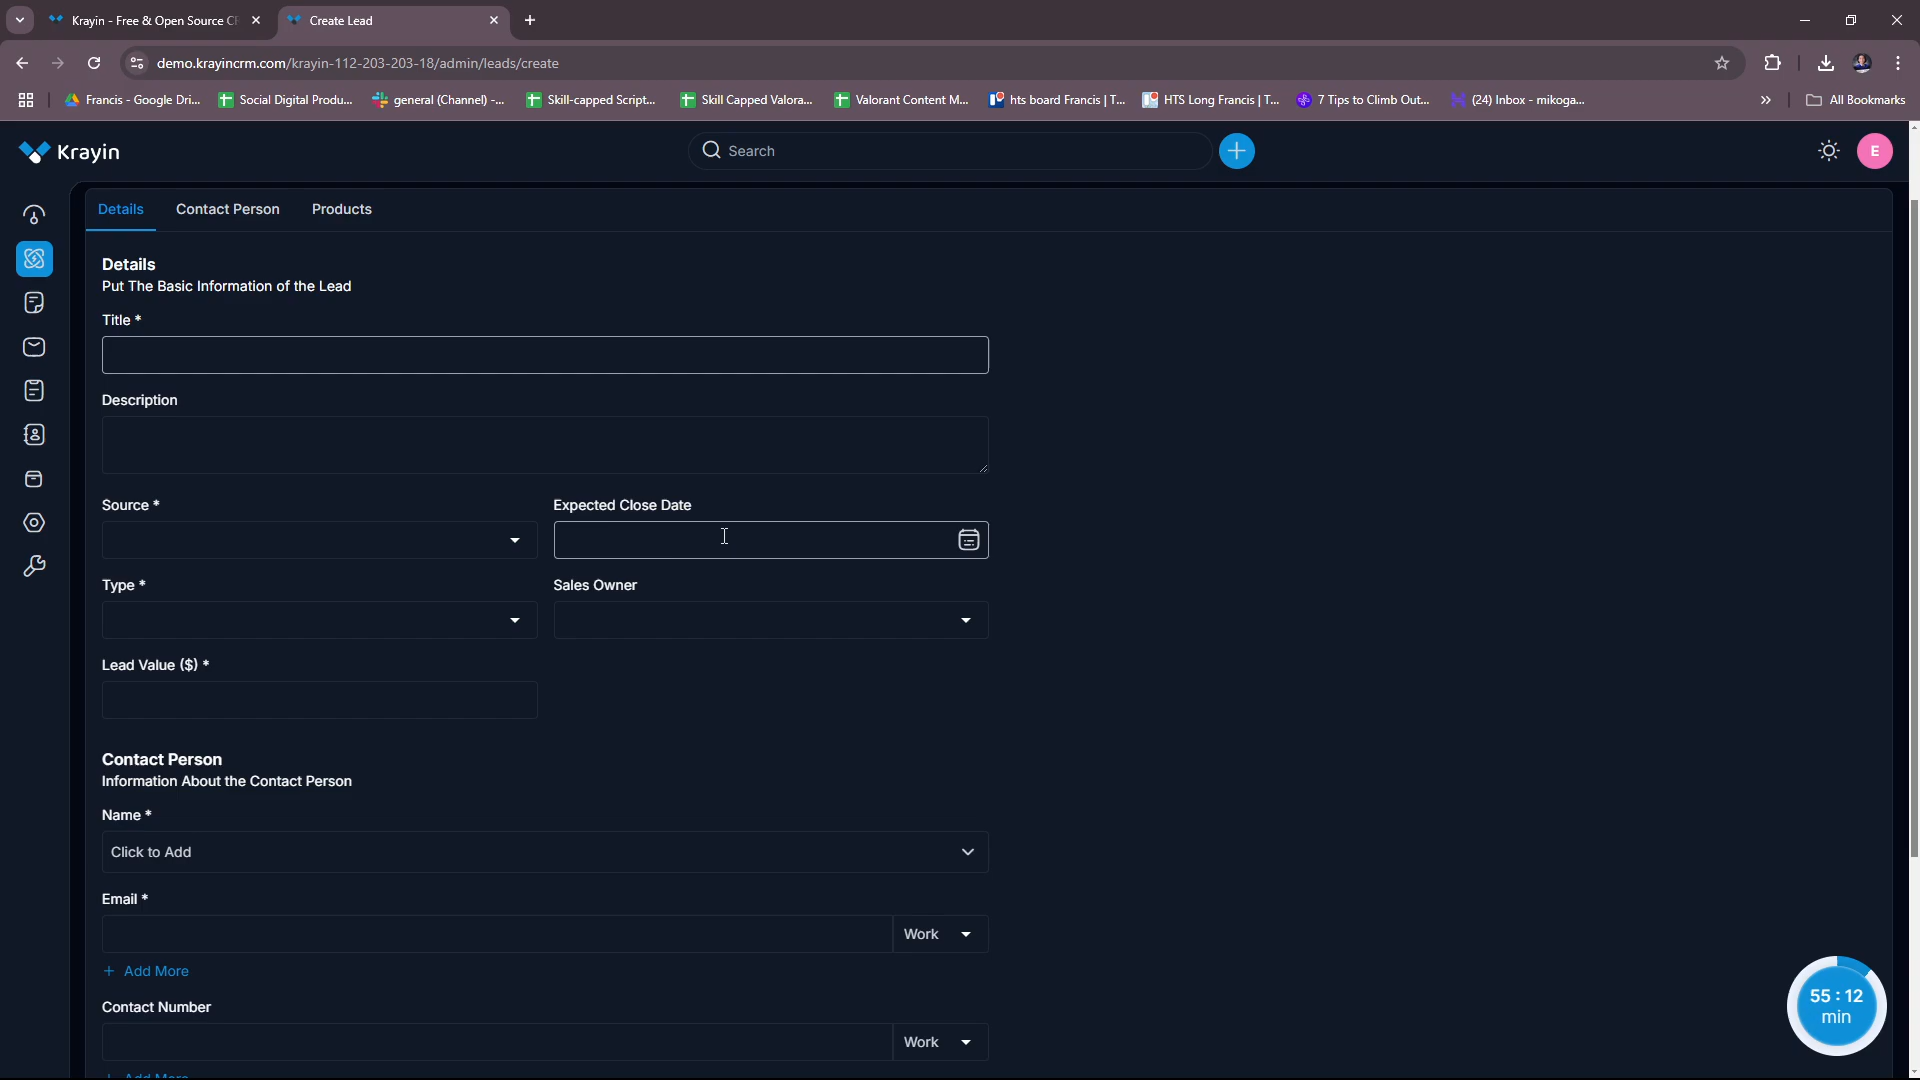 Krayin - Free & Open Source CR
Create Lead
demo.krayincrm.com/krayin-112-203-203-18/admin/leads/create
Francis - Google Dri...
Social Digital Produ...
general (Channel) -...
Skill-capped Script...
Skill Capped Valora...
Valorant Content M...
hts board Francis | T...
HTS Long Francis | T...
7 Tips to Climb Out...
(24) Inbox - mikoga...
All Bookmarks
Krayin
Search
E
Details
Contact Person
Products
Details
Put The Basic Information of the Lead
Title *
Description
Source *
Expected Close Date
Type *
Sales Owner
Lead Value ($) *
Contact Person
Information About the Contact Person
Name *
Click to Add
Email *
Work
+ Add More
Contact Number
Work
+ Add More
55 : 12
min